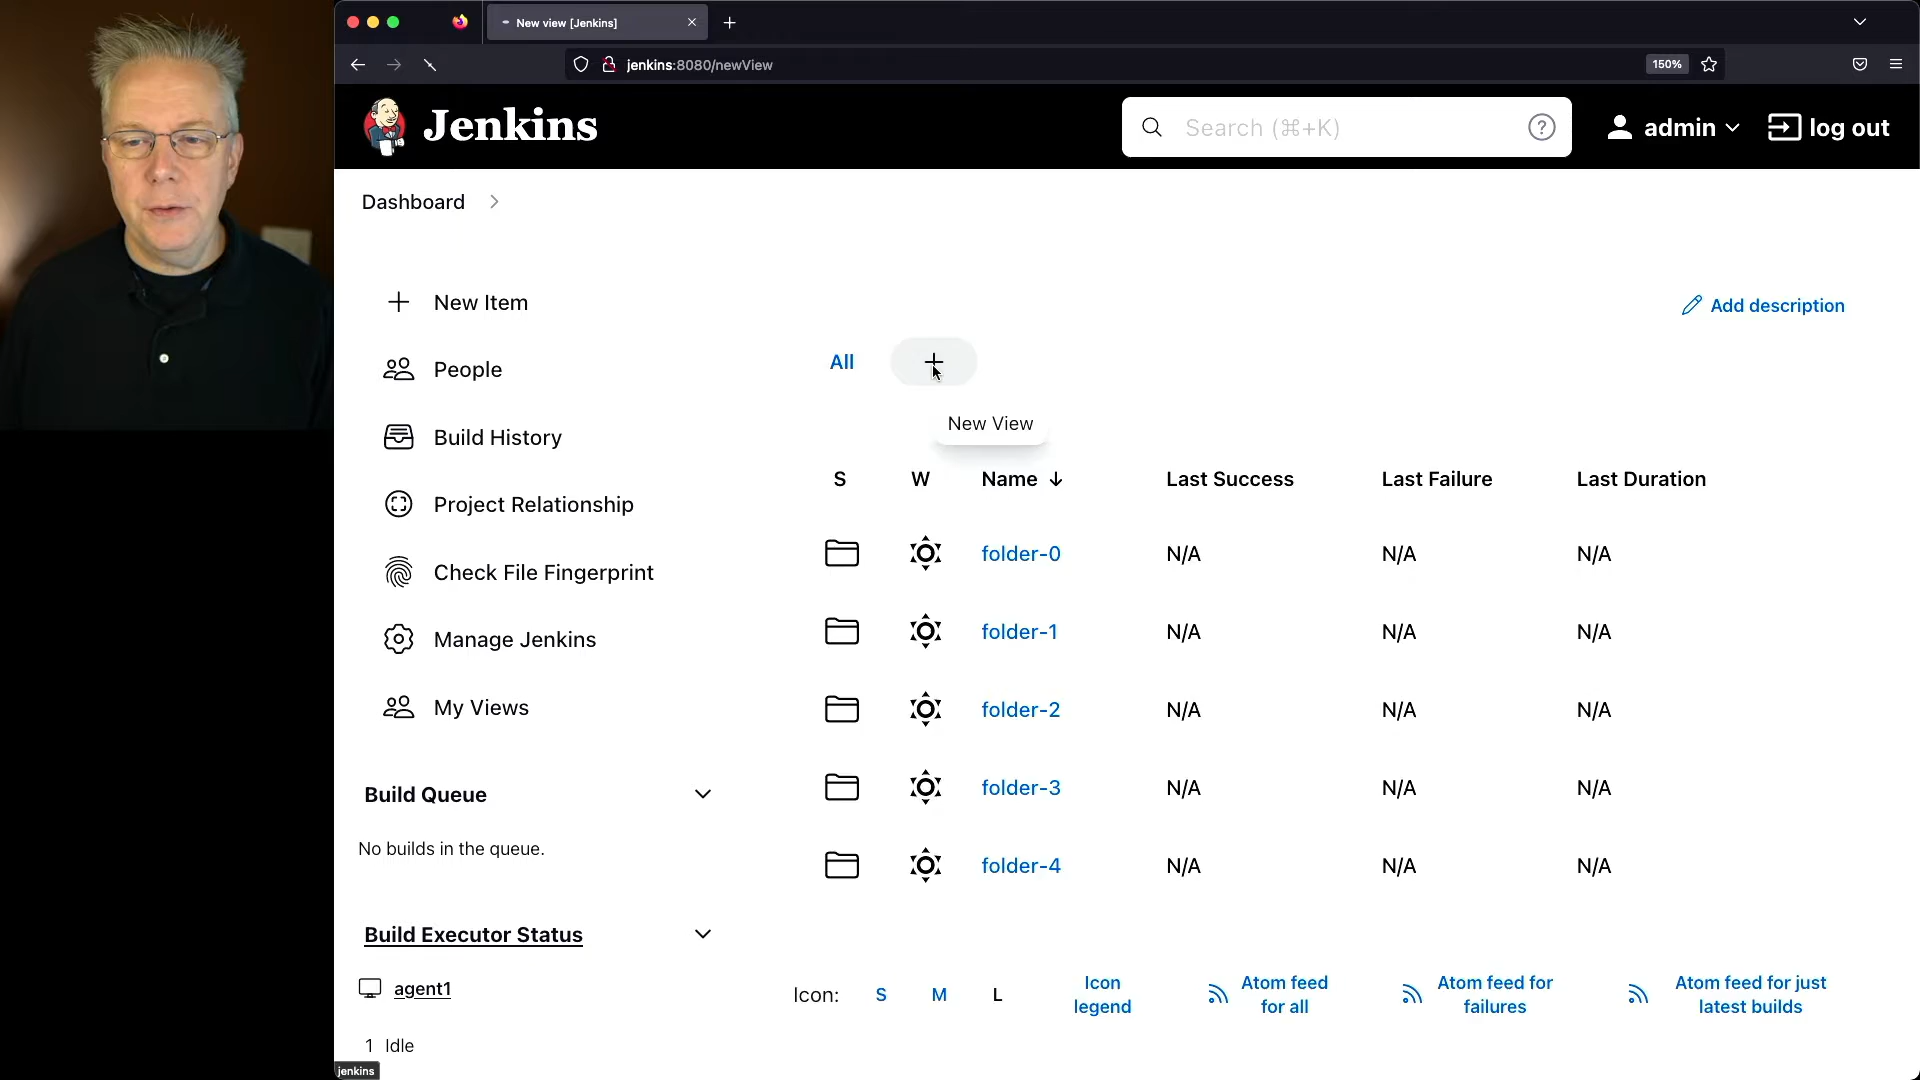 New view [Jenkins]
jenkins:8080/newView
150%
Jenkins
Search (⌘+K)
admin
log out
Dashboard
New Item
Add description
People
All
Build History
New View
S W Name ↓ Last Success Last Failure Last Duration
Project Relationship
folder-0 N/A N/A N/A
Check File Fingerprint
folder-1 N/A N/A N/A
Manage Jenkins
folder-2 N/A N/A N/A
My Views
folder-3 N/A N/A N/A
Build Queue
No builds in the queue.
folder-4 N/A N/A N/A
Build Executor Status
agent1
Icon: S M L
Icon
legend
Atom feed
for all
Atom feed for
failures
Atom feed for just
latest builds
1 Idle
jenkins